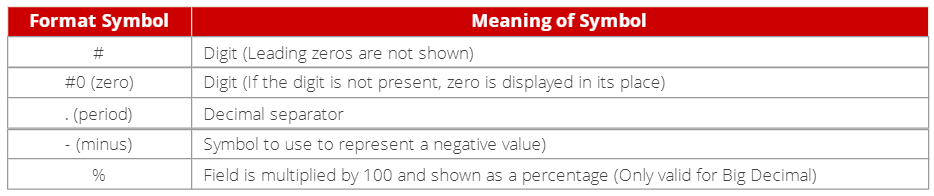 Format Symbol Meaning of Symbol
# Digit (Leading zeros are not shown)
#0 (zero) Digit (If the digit is not present, zero is displayed in its place)
. (period) Decimal separator
- (minus) Symbol to use to represent a negative value)
% Field is multiplied by 100 and shown as a percentage (Only valid for Big Decimal)